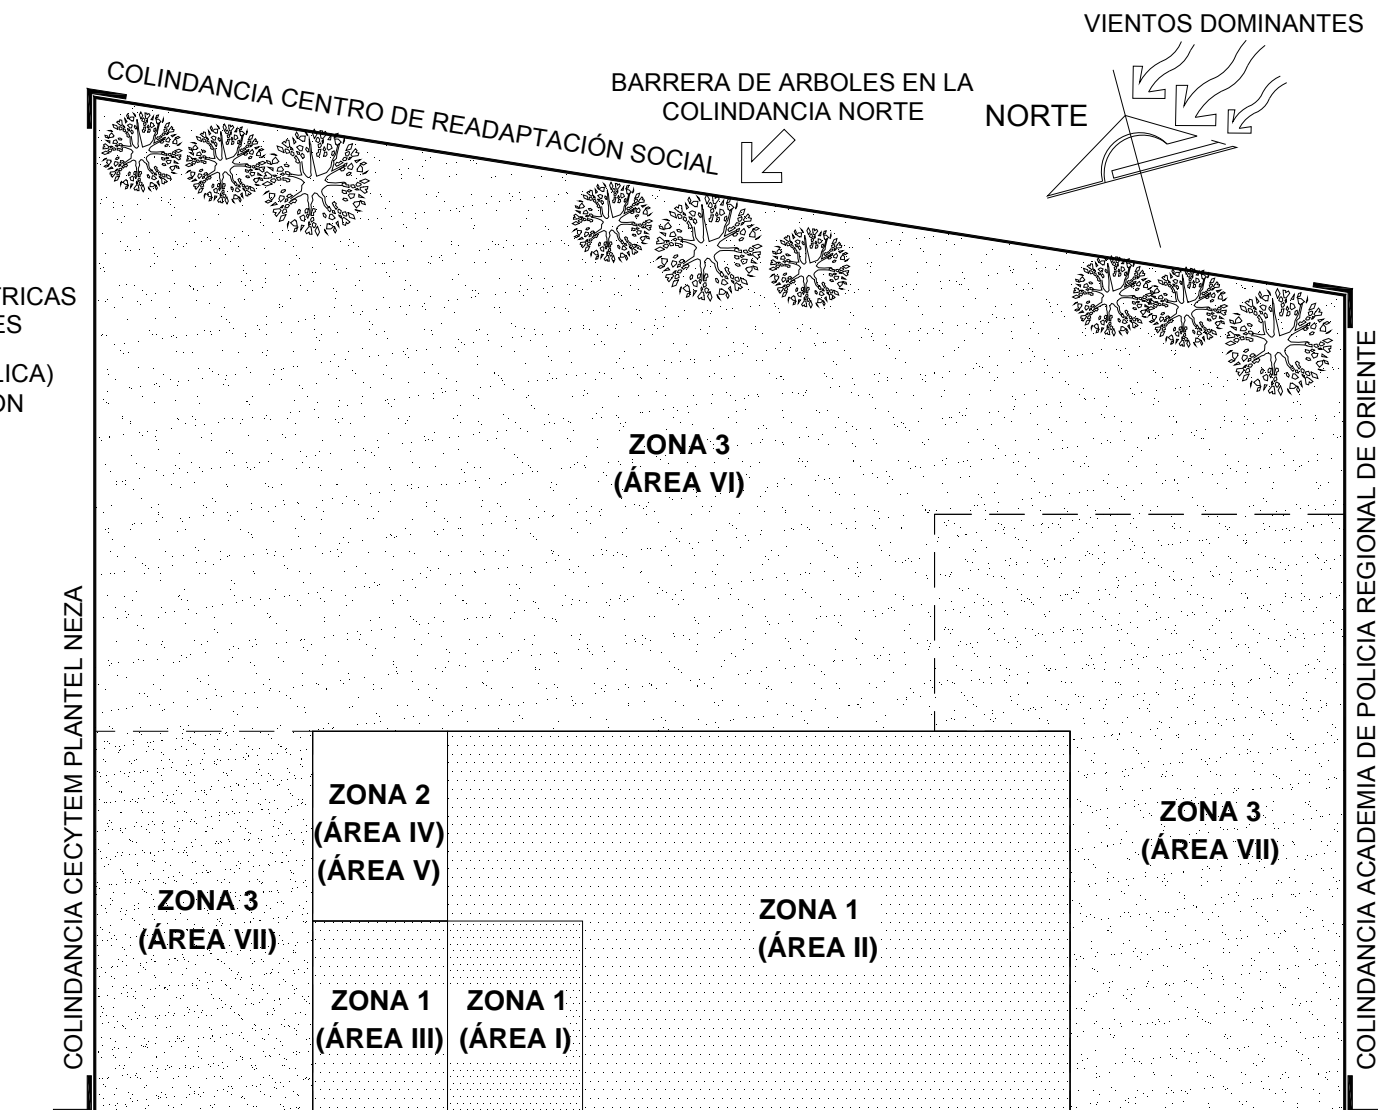 VIENTOS DOMINANTES
COLINDANCIA CENTRO DE READAPTACIÓN SOCIAL
BARRERA DE ARBOLES EN LA
COLINDANCIA NORTE
NORTE
COLINDANCIA ACADEMIA DE POLICIA REGIONAL DE ORIENTE
ZONA 3
(ÁREA VI)
COLINDANCIA CECYTEM PLANTEL NEZA
ZONA 2
(ÁREA IV)
(ÁREA V)
ZONA 3
(ÁREA VII)
ZONA 3
(ÁREA VII)
ZONA 1
(ÁREA II)
ZONA 1
(ÁREA III)
ZONA 1
(ÁREA I)